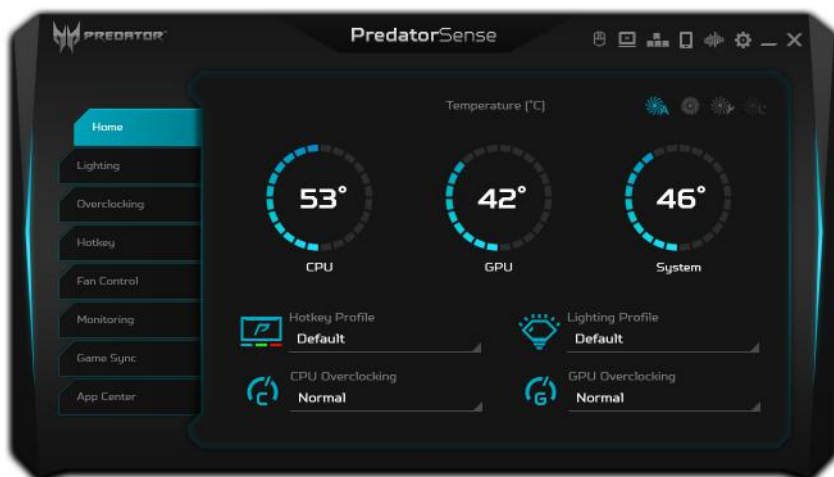 PREDATOR
PredatorSense
Temperature (°C)
Home
Lighting
Overclocking
Hotkey
Fan Control
Monitoring
Game Sync
App Center
53°
42°
46°
CPU
GPU
System
Hotkey Profile
Default
Lighting Profile
Default
CPU Overclocking
Normal
GPU Overclocking
Normal
C
G